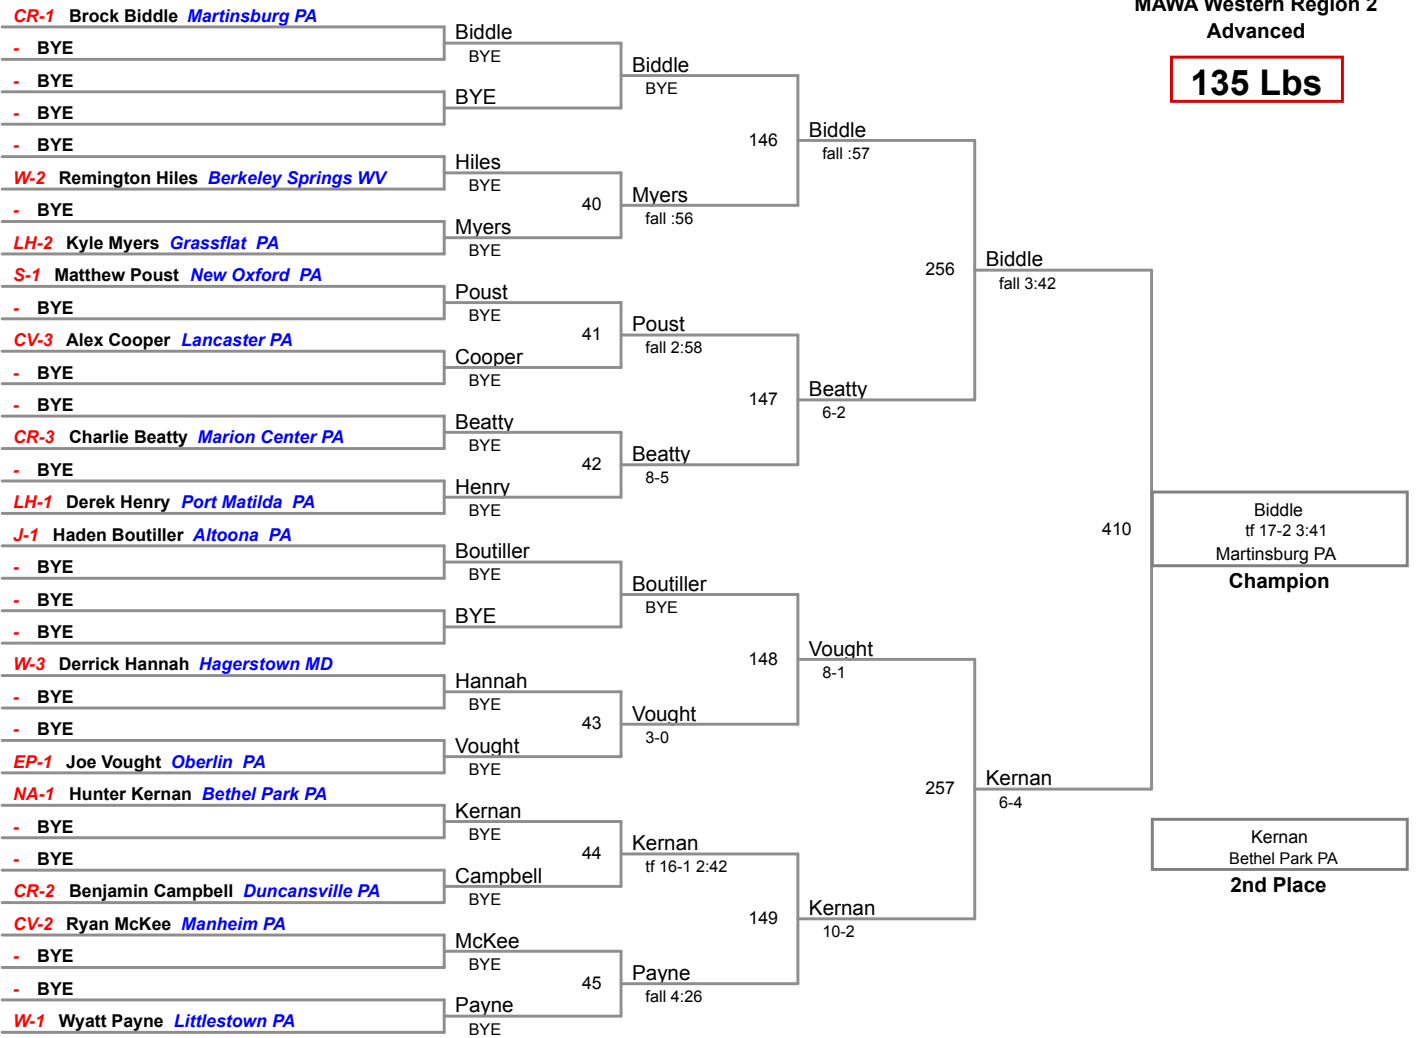 MAWA Western Region 2
Advanced
135 Lbs
CR-1 Brock Biddle Martinsburg PA
- BYE
- BYE
- BYE
- BYE
W-2 Remington Hiles Berkeley Springs WV
- BYE
LH-2 Kyle Myers Grassflat PA
S-1 Matthew Poust New Oxford PA
- BYE
CV-3 Alex Cooper Lancaster PA
- BYE
- BYE
CR-3 Charlie Beatty Marion Center PA
- BYE
LH-1 Derek Henry Port Matilda PA
J-1 Haden Boutiller Altoona PA
- BYE
- BYE
- BYE
W-3 Derrick Hannah Hagerstown MD
- BYE
- BYE
EP-1 Joe Vought Oberlin PA
NA-1 Hunter Kernan Bethel Park PA
- BYE
- BYE
CR-2 Benjamin Campbell Duncansville PA
CV-2 Ryan McKee Manheim PA
- BYE
- BYE
W-1 Wyatt Payne Littlestown PA
Biddle
BYE
BYE
Hiles
BYE
Myers
BYE
Poust
BYE
Cooper
BYE
Beatty
BYE
Henry
BYE
Boutiller
BYE
BYE
Hannah
BYE
Vought
BYE
Kernan
BYE
Campbell
BYE
McKee
BYE
Payne
BYE
40
41
42
43
44
45
Biddle
BYE
Myers
fall :56
Poust
fall 2:58
Beatty
8-5
Boutiller
BYE
Vought
3-0
Kernan
tf 16-1 2:42
Payne
fall 4:26
146
147
148
149
Biddle
fall :57
Beatty
6-2
Vought
8-1
Kernan
10-2
256
257
Biddle
fall 3:42
Kernan
6-4
410
Biddle
tf 17-2 3:41
Martinsburg PA
Champion
Kernan
Bethel Park PA
2nd Place